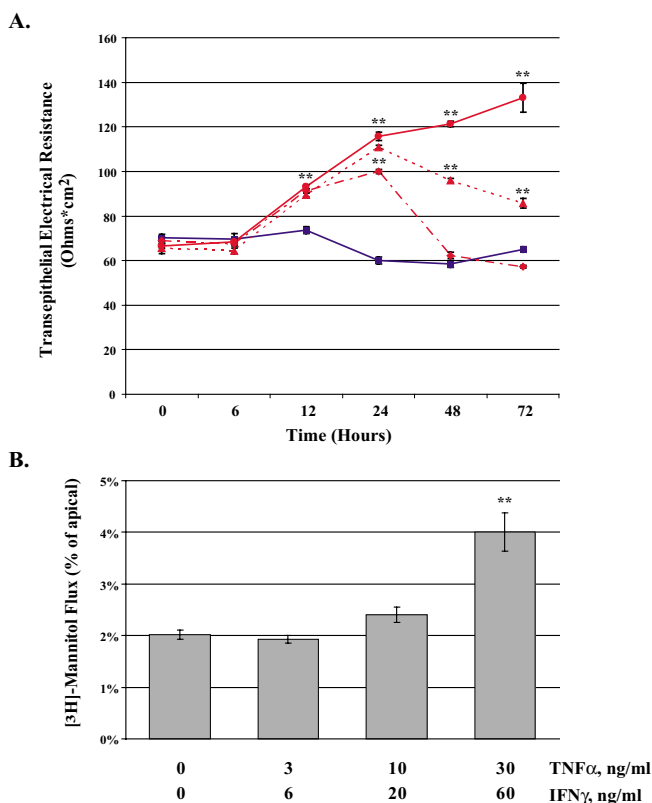 A.
Transepithelial Electrical Resistance
(Ohms*cm2)
160
140
120
100
80
60
40
20
0
**
**
**
**
**
**
**
**
0 6 12 24 48 72
Time (Hours)
B.
[3H]-Mannitol Flux (% of apical)
5%
4%
3%
2%
1%
0%
**
0 3 10 30 TNFα, ng/ml
0 6 20 60 IFNγ, ng/ml